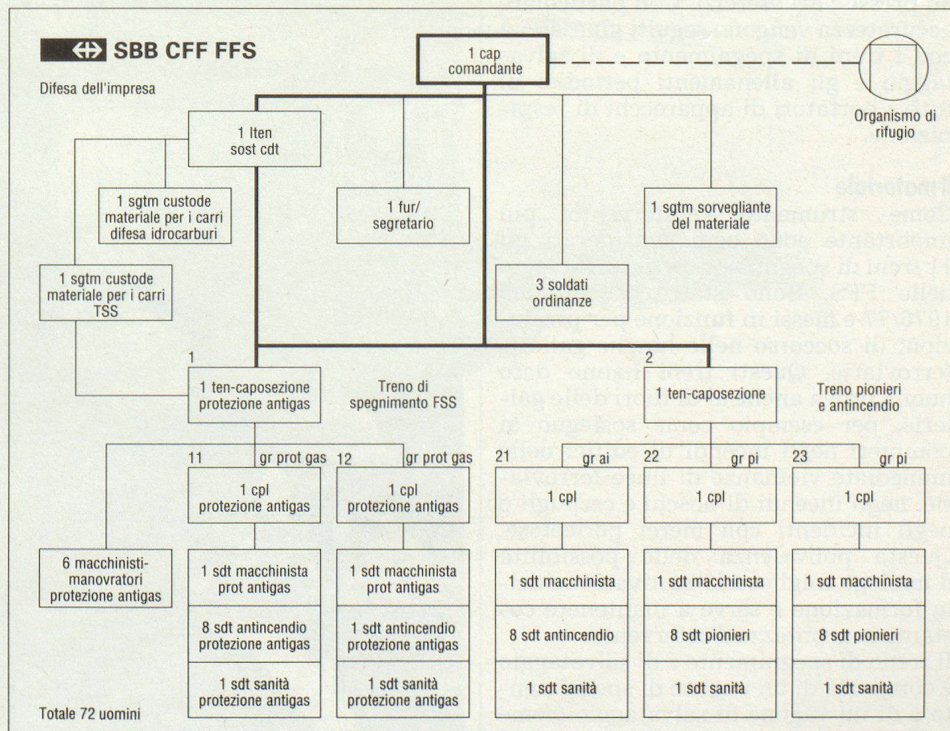 SBB CFF FFS
Difesa dell'impresa
1 cap
comandante
Organismo di
rifugio
1 lten
sost cdt
1 sgtm custode
materiale per i carri
difesa idrocarburi
1 fur/
segretario
1 sgtm sorvegliante
del materiale
1 sgtm custode
materiale per i carri
TSS
3 soldati
ordinanze
1
1 ten-caposezione
protezione antigas
Treno di
spegnimento FSS
2
1 ten-caposezione
Treno pionieri
e antincendio
11 gr prot gas
1 cpl
protezione antigas
12 gr prot gas
1 cpl
protezione antigas
21 gr ai
1 cpl
22 gr pi
1 cpl
23 gr pi
1 cpl
6 macchinisti-
manovratori
protezione antigas
1 sdt macchinista
prot antigas
8 sdt antincendio
protezione antigas
1 sdt sanità
protezione antigas
1 sdt macchinista
prot antigas
1 sdt antincendio
protezione antigas
1 sdt sanità
protezione antigas
1 sdt macchinista
8 sdt antincendio
1 sdt sanità
1 sdt macchinista
8 sdt pionieri
1 sdt sanità
1 sdt macchinista
8 sdt pionieri
1 sdt sanità
Totale 72 uomini